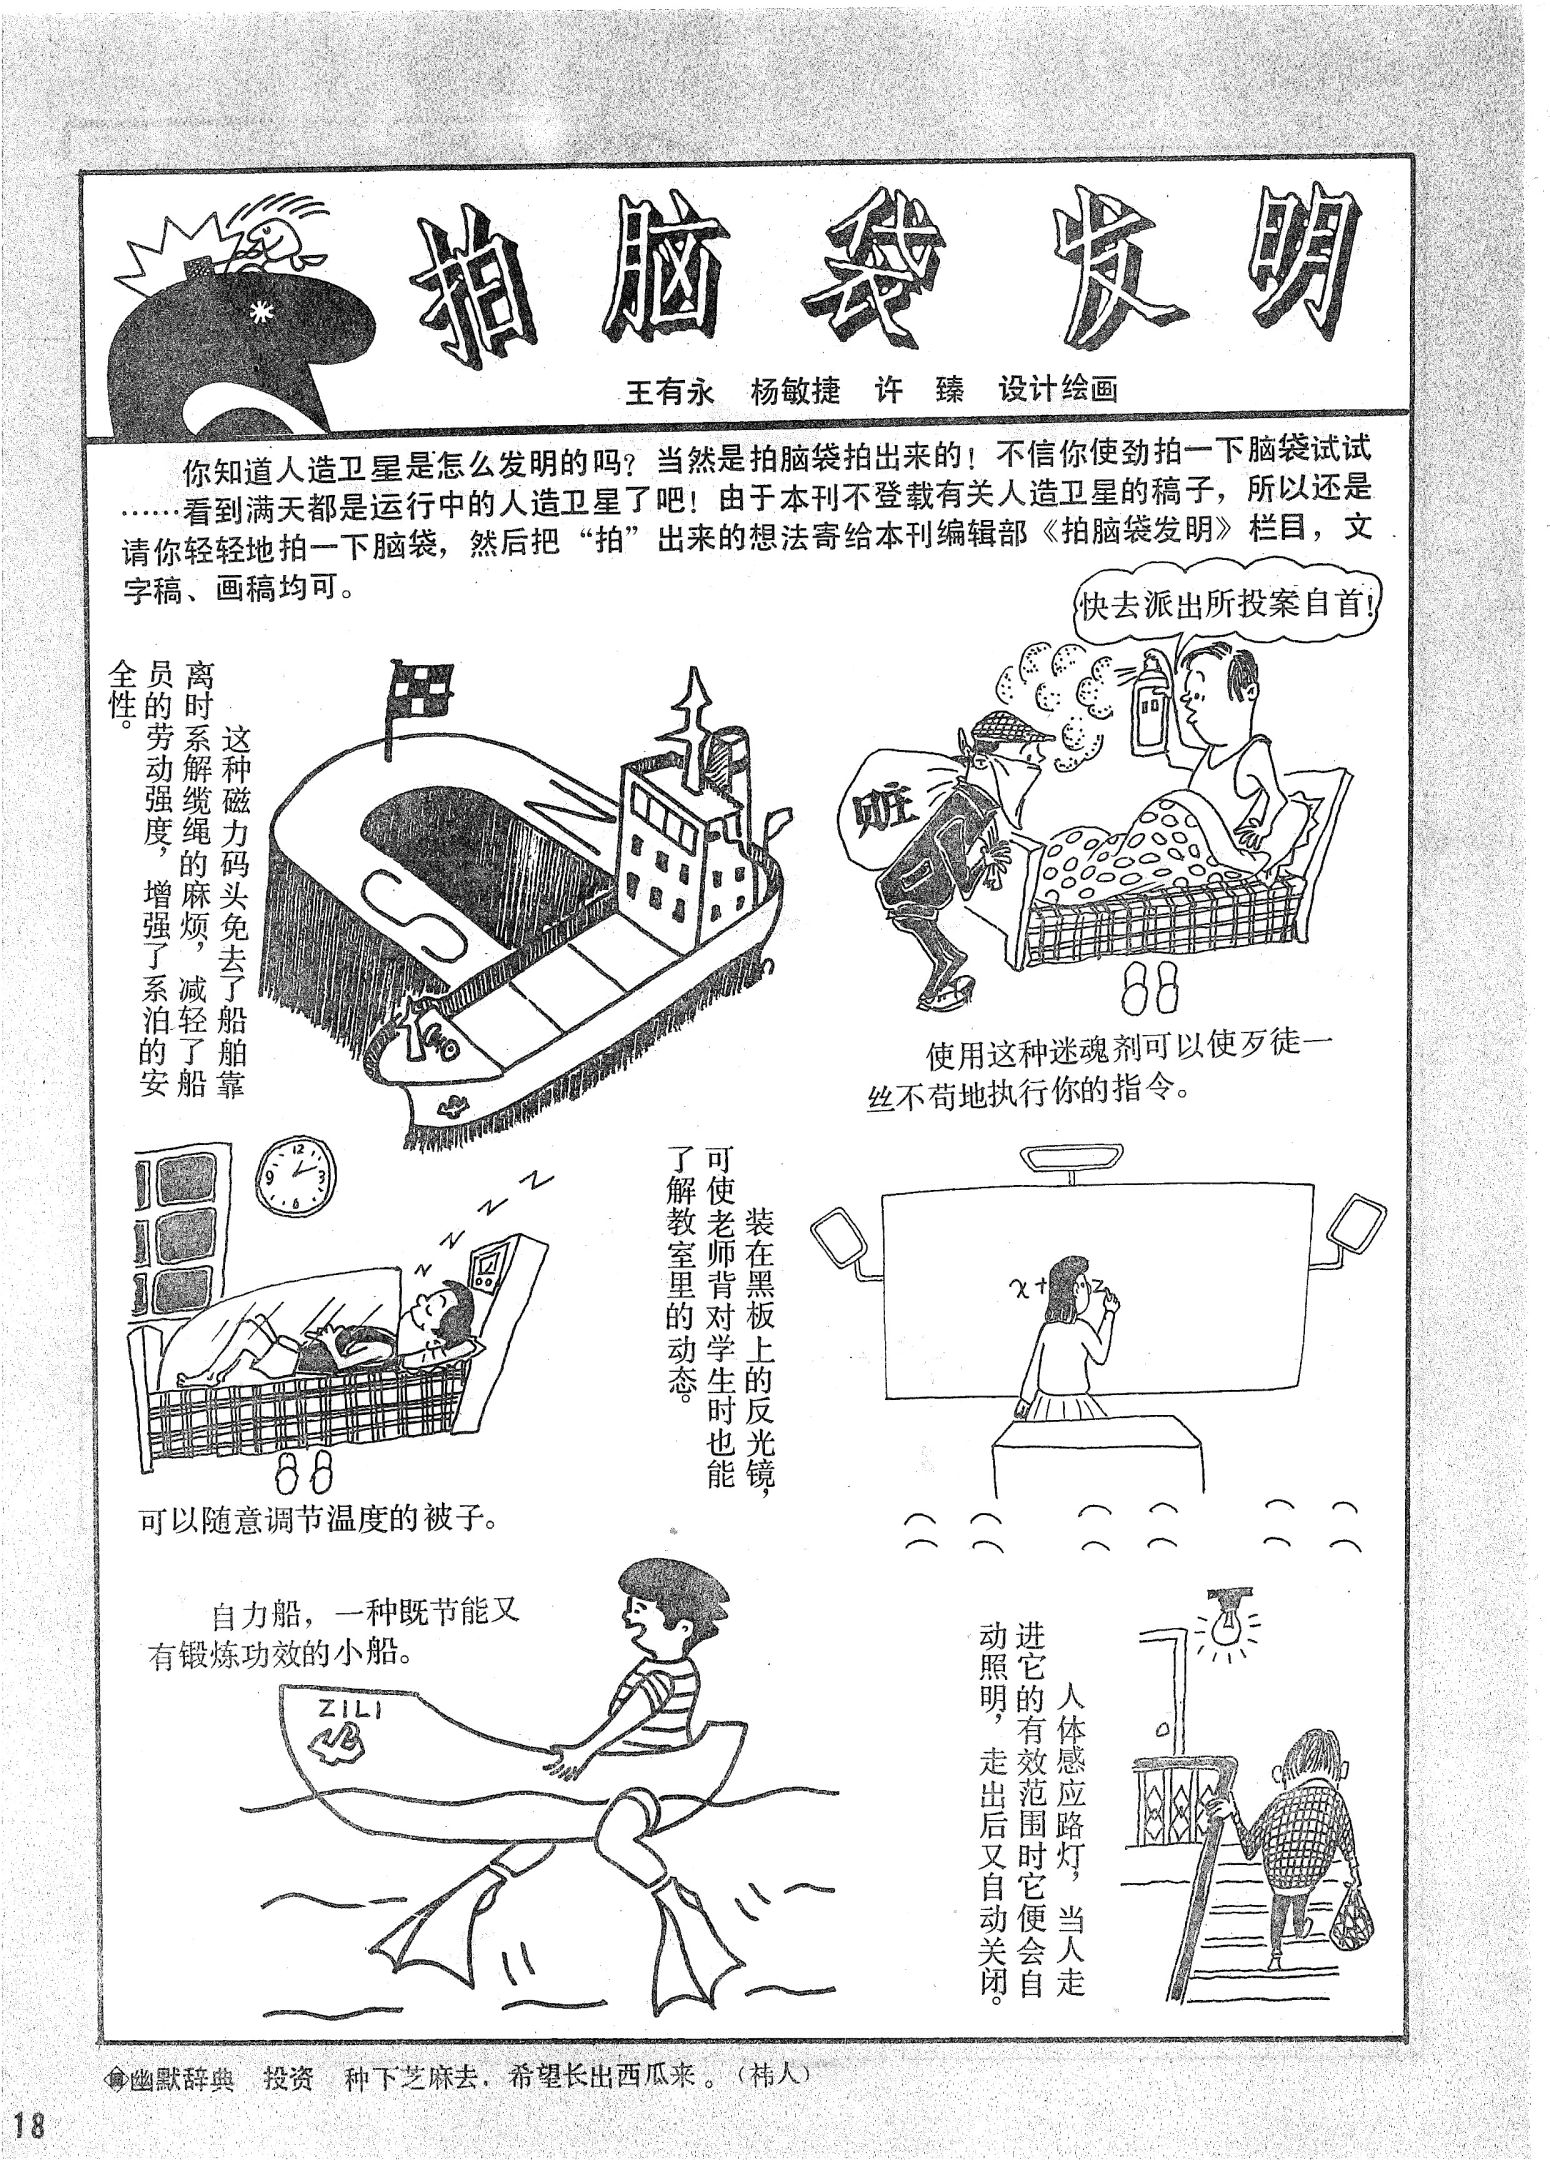 拍脑袋发明
王有永 杨敏捷 许 臻 设计绘画
你知道人造卫星是怎么发明的吗？当然是拍脑袋拍出来的！不信你使劲拍一下脑袋试试
……看到满天都是运行中的人造卫星了吧！由于本刊不登载有关人造卫星的稿子，所以还是
请你轻轻地拍一下脑袋，然后把“拍”出来的想法寄给本刊编辑部《拍脑袋发明》栏目，文
字稿、画稿均可。
这种磁力码头免去了船舶靠
离时系解缆绳的麻烦，减轻了船
员的劳动强度，增强了系泊的安
全性。
N
S
快去派出所投案自首！
赃
使用这种迷魂剂可以使歹徒一
丝不苟地执行你的指令。
12
3
6
9
z z z z
可以随意调节温度的被子。
装在黑板上的反光镜，
可使老师背对学生时也能
了解教室里的动态。
x+ z
自力船，一种既节能又
有锻炼功效的小船。
ZILI
人体感应路灯，当人走
进它的有效范围时它便会自
动照明，走出后又自动关闭。
幽默辞典 投资 种下芝麻去，希望长出西瓜来。（祎人）
18